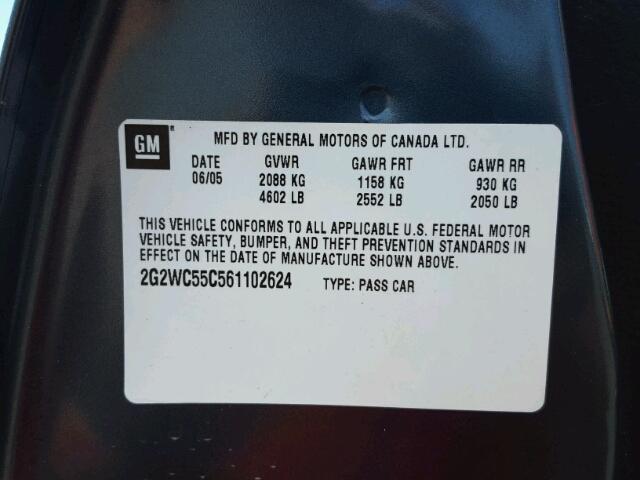 GM
MFD BY GENERAL MOTORS OF CANADA LTD.
DATE GVWR GAWR FRT GAWR RR
06/05 2088 KG 1158 KG 930 KG
4602 LB 2552 LB 2050 LB
THIS VEHICLE CONFORMS TO ALL APPLICABLE U.S. FEDERAL MOTOR
VEHICLE SAFETY, BUMPER, AND THEFT PREVENTION STANDARDS IN
EFFECT ON THE DATE OF MANUFACTURE SHOWN ABOVE.
2G2WC55C561102624 TYPE: PASS CAR